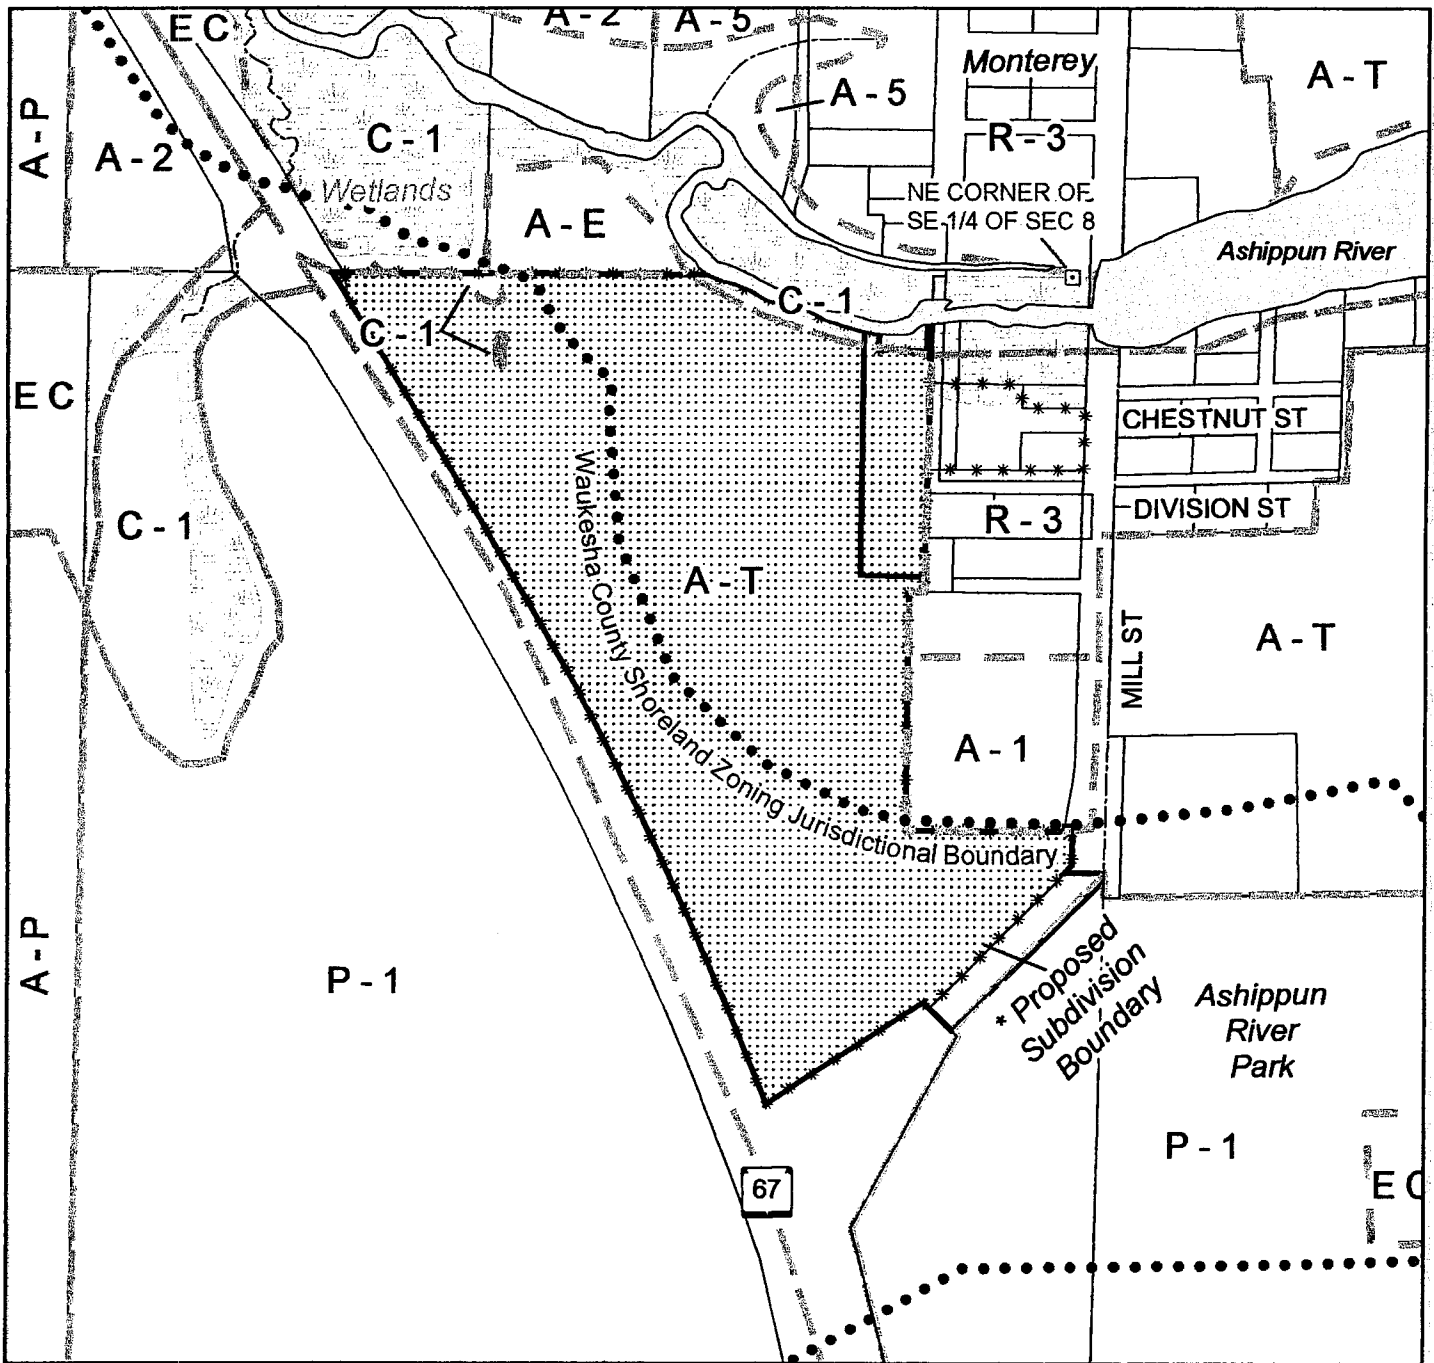 E C
A - 2
A - 5
A - P
A - 2
C - 1
Wetlands
A - E
A - 5
Monterey
R - 3
A - T
NE CORNER OF
SE 1/4 OF SEC 8
Ashippun River
C - 1
C - 1
E C
CHESTNUT ST
C - 1
DIVISION ST
R - 3
A - T
Waukesha County Shoreland Zoning Jurisdictional Boundary
MILL ST
A - T
A - 1
A - P
P - 1
* Proposed
Subdivision
Boundary
Ashippun
River
Park
P - 1
E C
67